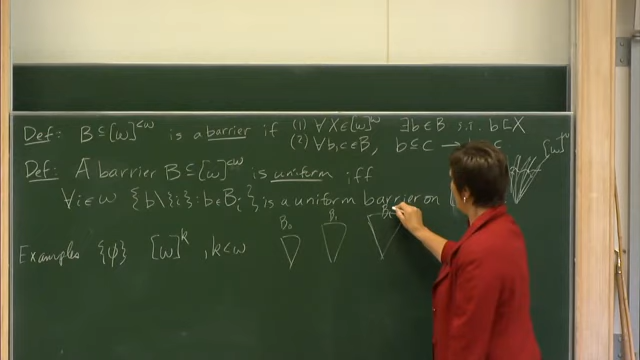 Def: B ⊆ [ω]^{<ω} is a barrier if (1) ∀X∈[ω]^ω ∃b∈B s.t. b⊏X
(2) ∀b,c∈B, b⊆c → c
Def: A barrier B⊆[ω]^{<ω} is uniform iff [ω]^ω
∀i∈ω {b∖{i}: b∈B_i} is a uniform barrier on
B_0 B_1
Examples {φ} [ω]^k , k<ω